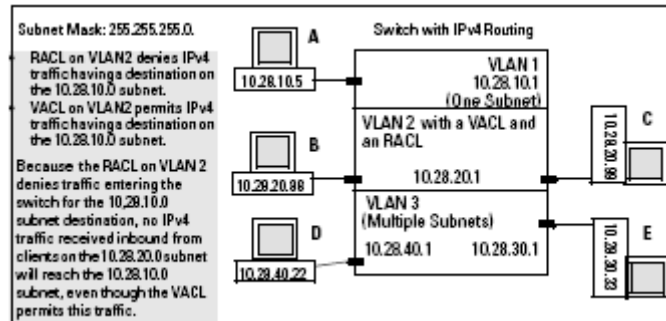 Subnet Mask: 255.255.255.0.
RACL on VLAN2 denies IPv4
traffic having a destination on
the 10.28.10.0 subnet.
VACL on VLAN2 permits IPv4
traffic having a destination on
the 10.28.10.0 subnet.
Because the RACL on VLAN 2
denies traffic entering the
switch for the 10,28.10.0
subnet destination, no IPv4
traffic received inbound from
clients on the 10.28.20.0 subnet
will reach the 10.28.10.0
subnet, even though the VACL
permits this traffic.
A
10.28.10.5
B
10.28.20.88
D
10.28.40.22
Switch with IPv4 Routing
VLAN 1
10.28.10.1
(One Subnet)
VLAN 2 with a VACL and
an RACL
10.28.20.1
VLAN 3
(Multiple Subnets)
10.28.40.1 10.28.30.1
C
10.28.20.99
E
10.28.30.33